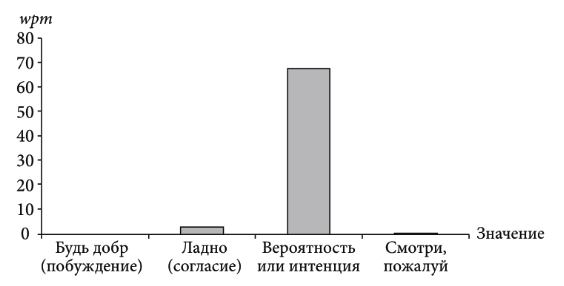 wpm
80
70
60
50
40
30
20
10
0
Значение
Будь добр Ладно Вероятность Смотри,
(побуждение) (согласие) или интенция пожалуй